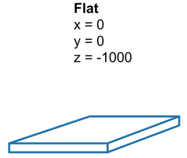 Flat
x = 0
y = 0
z = -1000